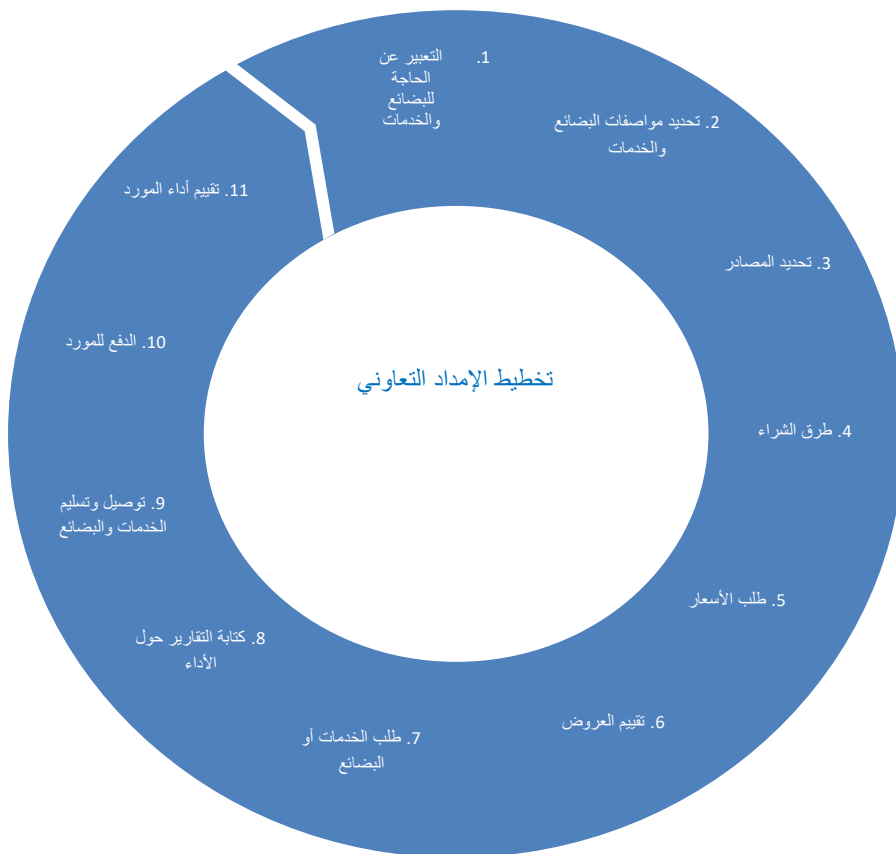 1. التعبير عن
الحاجة
للبضائع
والخدمات
2. تحديد مواصفات البضائع
والخدمات
3. تحديد المصادر
4. طرق الشراء
5. طلب الأسعار
6. تقييم العروض
7. طلب الخدمات أو
البضائع
8. كتابة التقارير حول
الأداء
9. توصيل وتسليم
الخدمات والبضائع
10. الدفع للمورد
11. تقييم أداء المورد
تخطيط الإمداد التعاوني